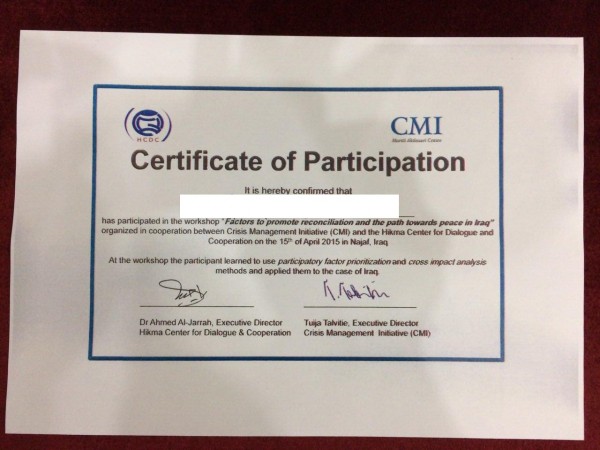 HCDC
CMI
Martti Ahtisaari Centre
Certificate of Participation
It is hereby confirmed that
has participated in the workshop "Factors to promote reconciliation and the path towards peace in Iraq"
organized in cooperation between Crisis Management Initiative (CMI) and the Hikma Center for Dialogue and
Cooperation on the 15th of April 2015 in Najaf, Iraq
At the workshop the participant learned to use participatory factor prioritization and cross impact analysis
methods and applied them to the case of Iraq.
Dr Ahmed Al-Jarrah, Executive Director
Hikma Center for Dialogue & Cooperation
Tuija Talvitie, Executive Director
Crisis Management Initiative (CMI)